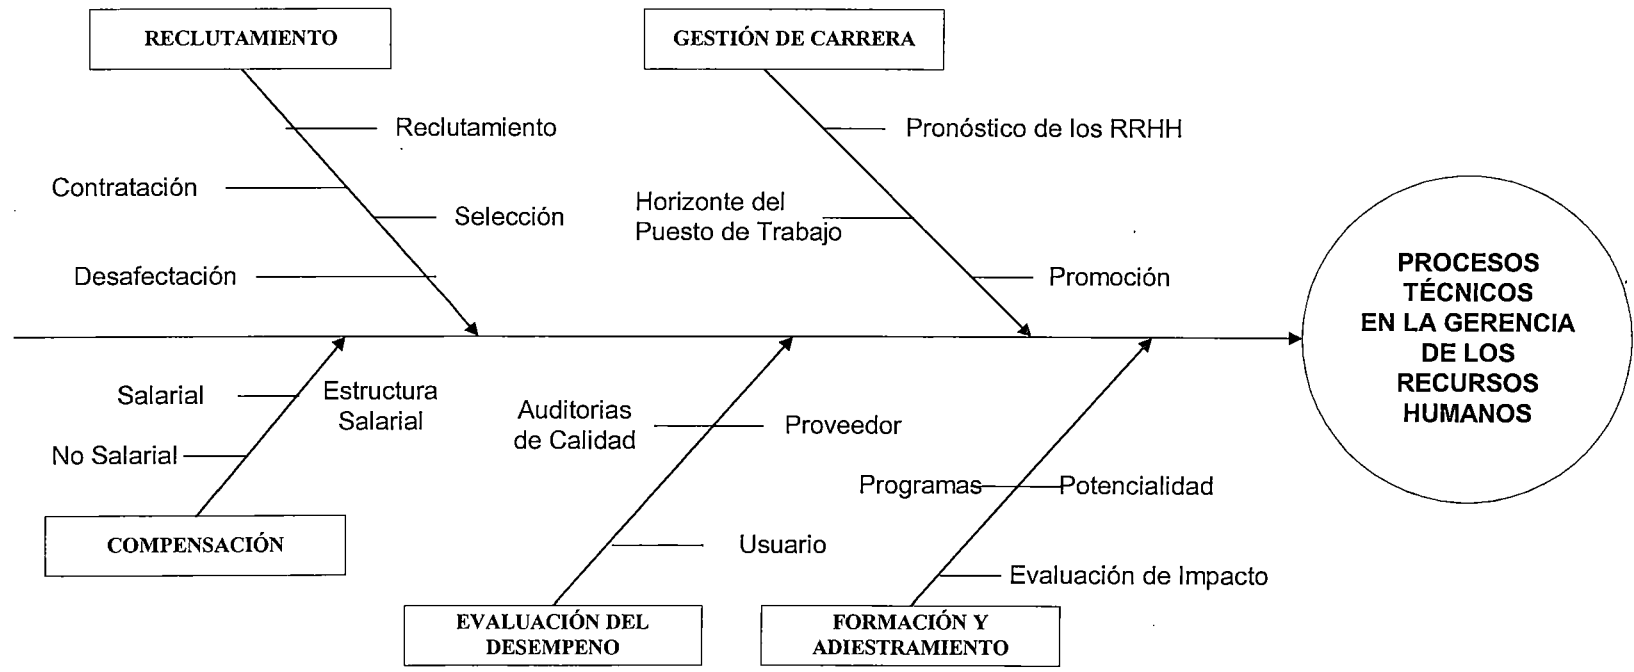 RECLUTAMIENTO
GESTIÓN DE CARRERA
Reclutamiento
Pronóstico de los RRHH
Contratación
Selección
Horizonte del
Puesto de Trabajo
Desafectación
Promoción
PROCESOS
TÉCNICOS
EN LA GERENCIA
DE LOS
RECURSOS
HUMANOS
Salarial
Estructura
Salarial
Auditorias
de Calidad
Proveedor
No Salarial
Programas
Potencialidad
COMPENSACIÓN
Usuario
Evaluación de Impacto
EVALUACIÓN DEL
DESEMPEÑO
FORMACIÓN Y
ADIESTRAMIENTO